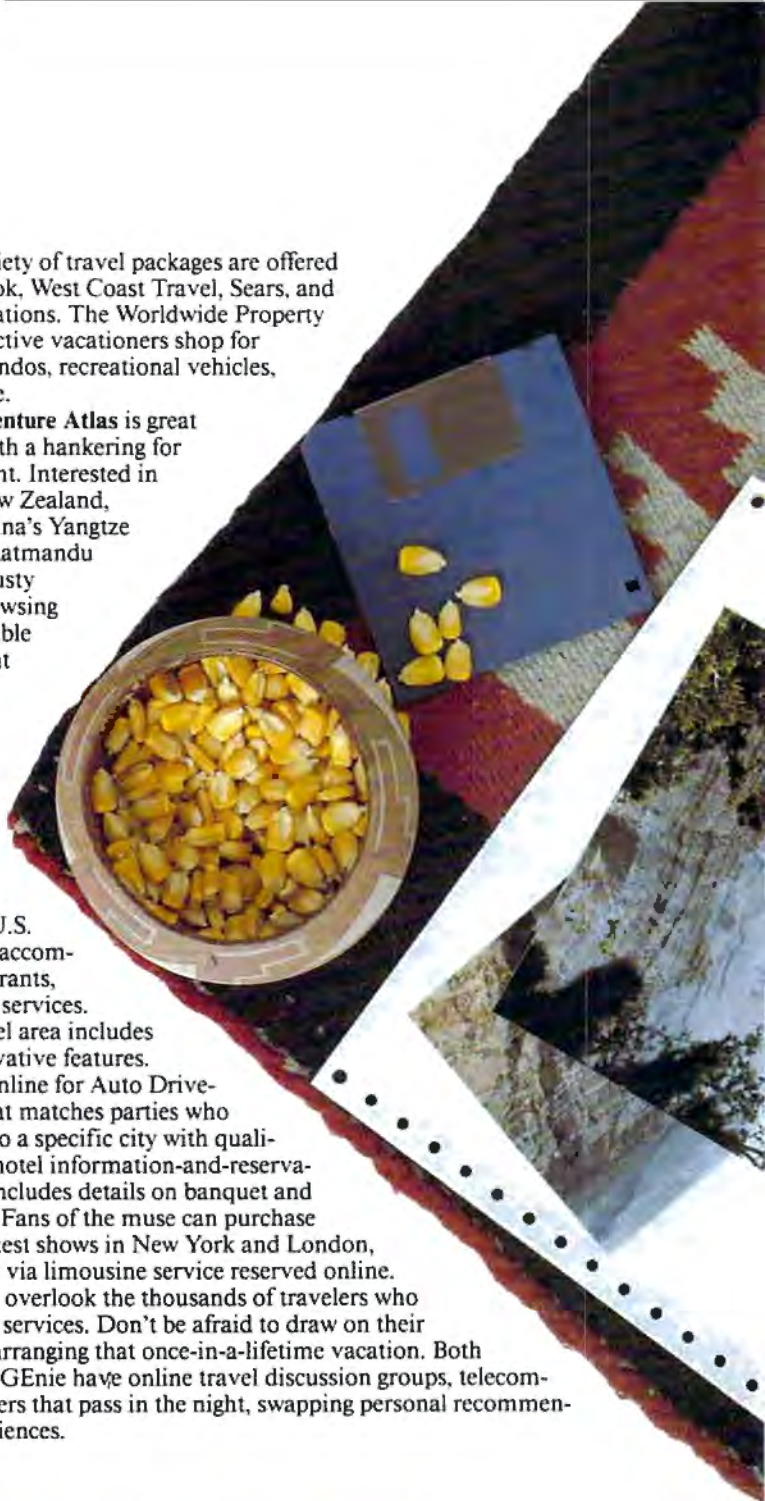 iety of travel packages are offered
ok, West Coast Travel, Sears, and
ations. The Worldwide Property
ctive vacationers shop for
ndos, recreational vehicles,
e.
enture Atlas is great
th a hankering for
nt. Interested in
w Zealand,
ina's Yangtze
atmandu
usty
wsing
ble
at
U.S.
accom-
rants,
services.
el area includes
vative features.
nline for Auto Drive-
at matches parties who
o a specific city with quali-
hotel information-and-reserva-
ncludes details on banquet and
Fans of the muse can purchase
test shows in New York and London,
via limousine service reserved online.
overlook the thousands of travelers who
services. Don't be afraid to draw on their
arranging that once-in-a-lifetime vacation. Both
GEnie have online travel discussion groups, telecom-
ers that pass in the night, swapping personal recommen-
iences.